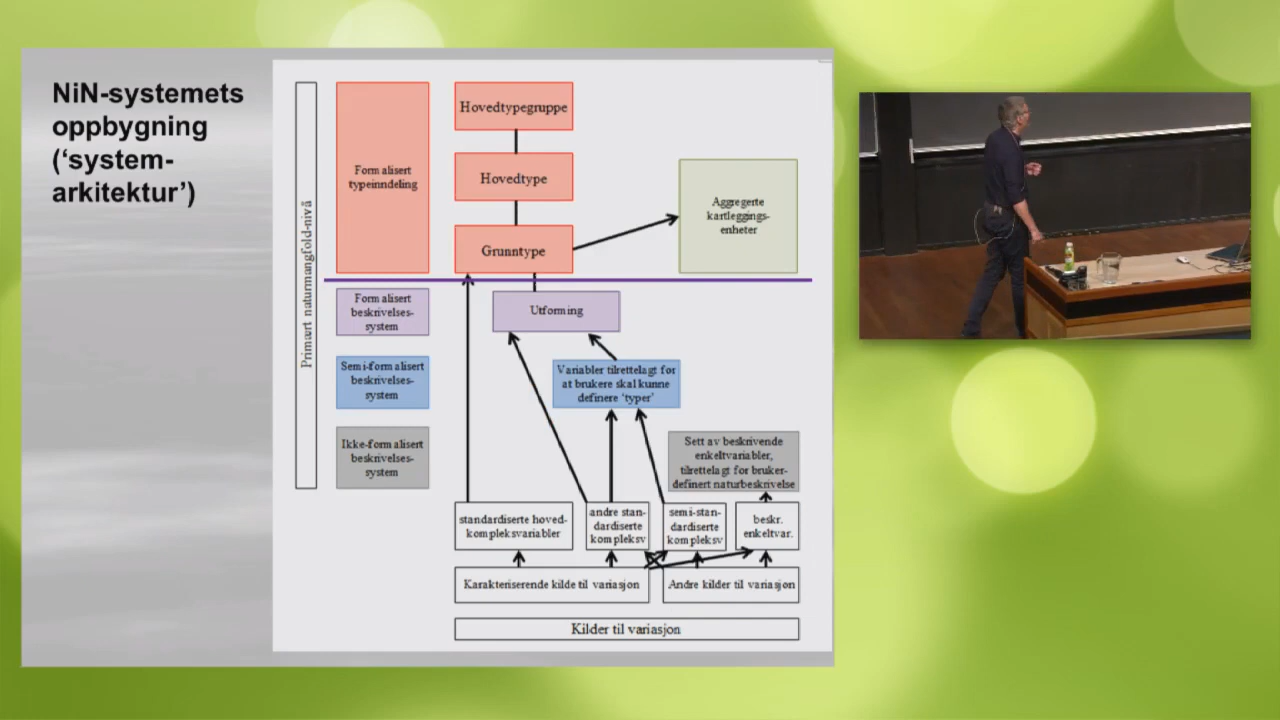 NiN-systemets
oppbygning
(‘system-
arkitektur’)
Primært naturmangfold-nivå
Formalisert
typeinndeling
Hovedtypegruppe
Hovedtype
Grunntype
Aggregerte
kartleggings-
enheter
Formalisert
beskrivelses-
system
Utforming
Semi-formalisert
beskrivelses-
system
Variabler tilrettelagt for
at brukere skal kunne
definere ‘typer’
Ikke-formalisert
beskrivelses-
system
Sett av beskrivende
enkeltvariabler,
tilrettelagt for bruker-
definert naturbeskrivelse
standardiserte hoved-
kompleksvariabler
andre stan-
dardiserte
kompleksv
semi-stan-
dardiserte
kompleksv
beskr.
enkeltvar.
Karakteriserende kilde til variasjon
Andre kilder til variasjon
Kilder til variasjon